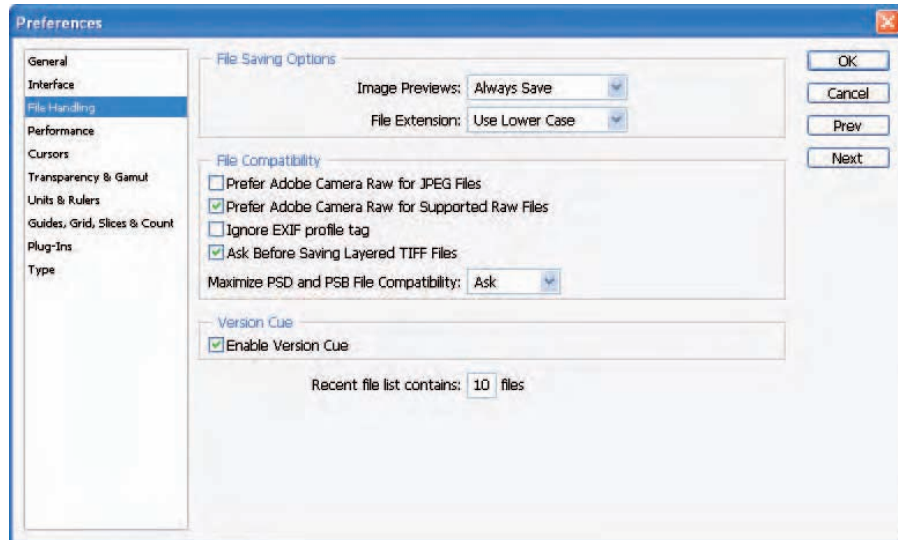 Preferences
General
Interface
File Handling
Performance
Cursors
Transparency & Gamut
Units & Rulers
Guides, Grid, Slices & Count
Plug-Ins
Type
File Saving Options
Image Previews: Always Save
File Extension: Use Lower Case
File Compatibility
Prefer Adobe Camera Raw for JPEG Files
Prefer Adobe Camera Raw for Supported Raw Files
Ignore EXIF profile tag
Ask Before Saving Layered TIFF Files
Maximize PSD and PSB File Compatibility: Ask
Version Cue
Enable Version Cue
Recent file list contains: 10 files
OK
Cancel
Prev
Next